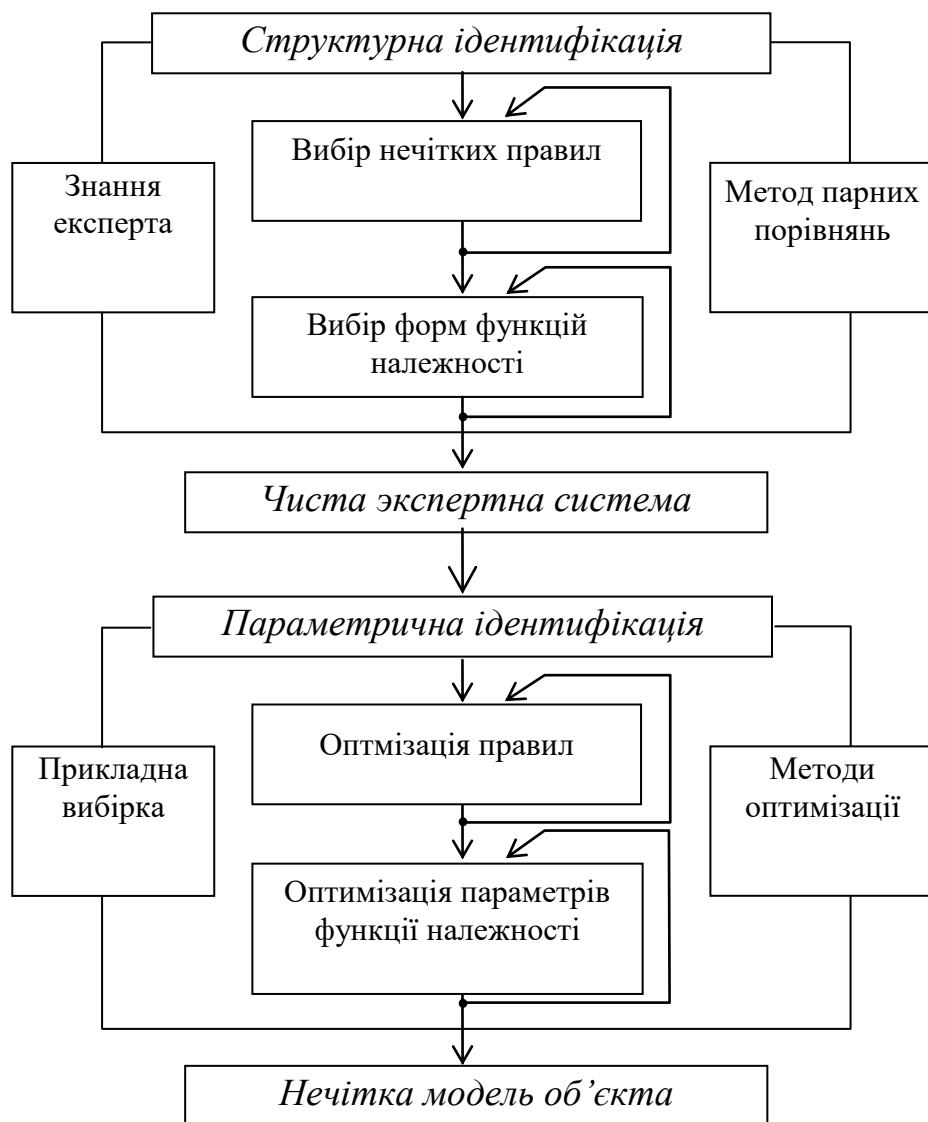 Структурна ідентифікація
Вибір нечітких правил
Знання
експерта
Метод парних
порівнянь
Вибір форм функцій
належності
Чиста экспертна система
Параметрична ідентифікація
Оптмізація правил
Прикладна
вибірка
Методи
оптимізації
Оптимізація параметрів
функції належності
Нечітка модель об’єкта